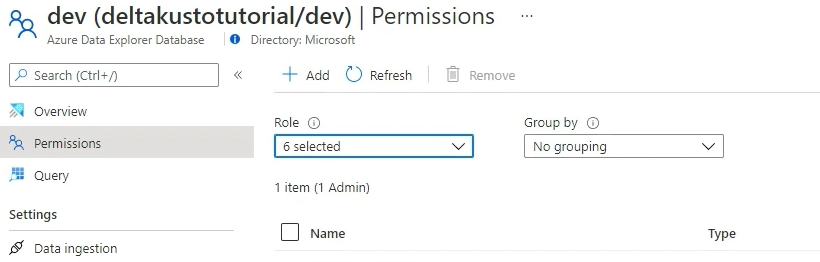 dev (deltakustotutorial/dev) | Permissions ...
Azure Data Explorer Database Directory: Microsoft
Search (Ctrl+/) «
Add Refresh Remove
Overview
Permissions
Query
Settings
Data ingestion
Role Group by
6 selected No grouping
1 item (1 Admin)
Name Type